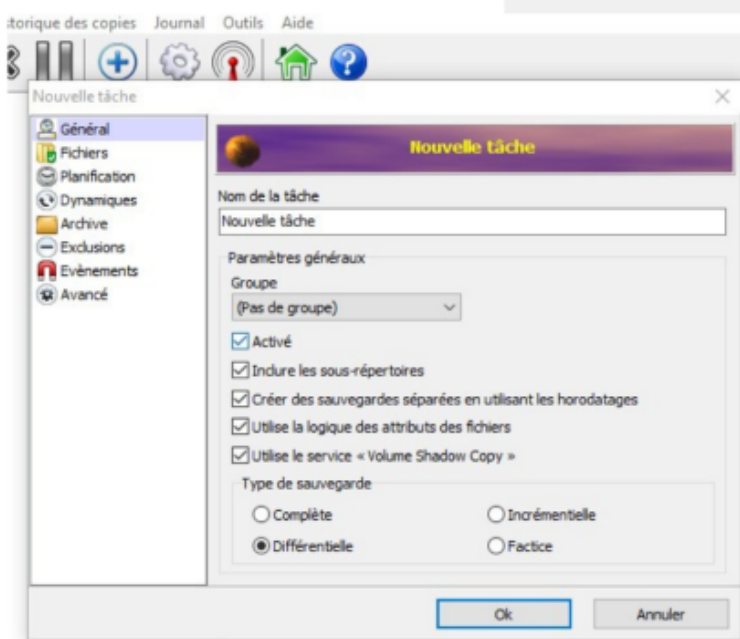 storique des copies Journal Outils Aide
Nouvelle tâche
Général
Fichiers
Planification
Dynamiques
Archive
Exclusions
Evènements
Avancé
Nouvelle tâche
Nom de la tâche
Nouvelle tâche
Paramètres généraux
Groupe
(Pas de groupe)
Activé
Inclure les sous-répertoires
Créer des sauvegardes séparées en utilisant les horodatages
Utilise la logique des attributs des fichiers
Utilise le service « Volume Shadow Copy »
Type de sauvegarde
Complète Incrémentielle
Différentielle Factice
Ok Annuler